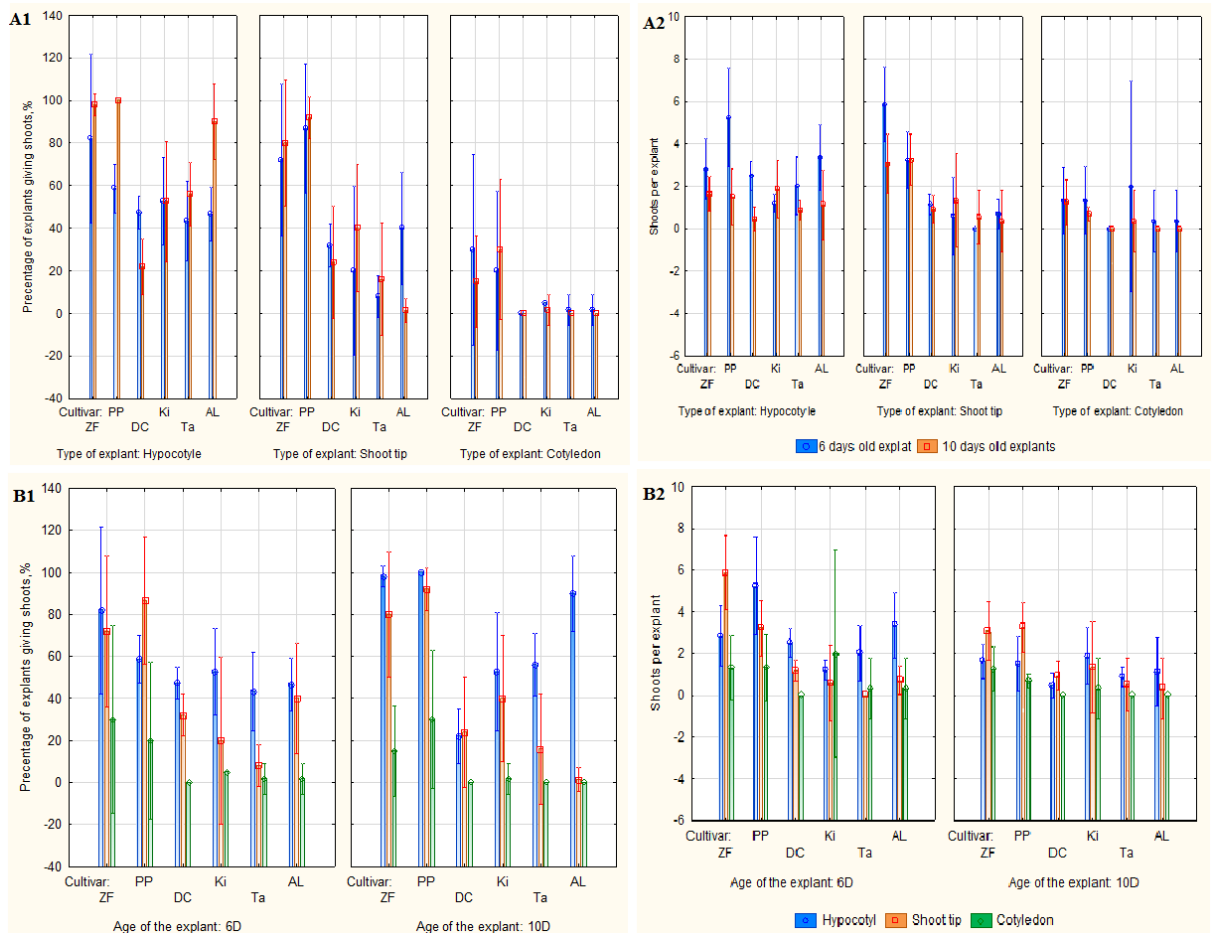 A1
Precentage of explants giving shoots,%
140
120
100
80
60
40
20
0
-20
-40
Cultivar: PP Ki AL PP Ki AL PP Ki AL
ZF DC Ta ZF DC Ta ZF DC Ta
Type of explant: Hypocotyle Type of explant: Shoot tip Type of explant: Cotyledon
A2
Shoots per explant
10
8
6
4
2
0
-2
-4
-6
Cultivar: PP Ki AL Cultivar: PP Ki AL Cultivar: PP Ki AL
ZF DC Ta ZF DC Ta ZF DC Ta
Type of explant: Hypocotyle Type of explant: Shoot tip Type of explant: Cotyledon
6 days old explat 10 days old explants
B1
Precentage of explants giving shoots,%
140
120
100
80
60
40
20
0
-20
-40
Cultivar: PP Ki AL PP Ki AL
ZF DC Ta ZF DC Ta
Age of the explant: 6D Age of the explant: 10D
B2
Shoots per explant
10
8
6
4
2
0
-2
-4
-6
Cultivar: PP Ki AL Cultivar: PP Ki AL
ZF DC Ta ZF DC Ta
Age of the explant: 6D Age of the explant: 10D
Hypocotyl Shoot tip Cotyledon